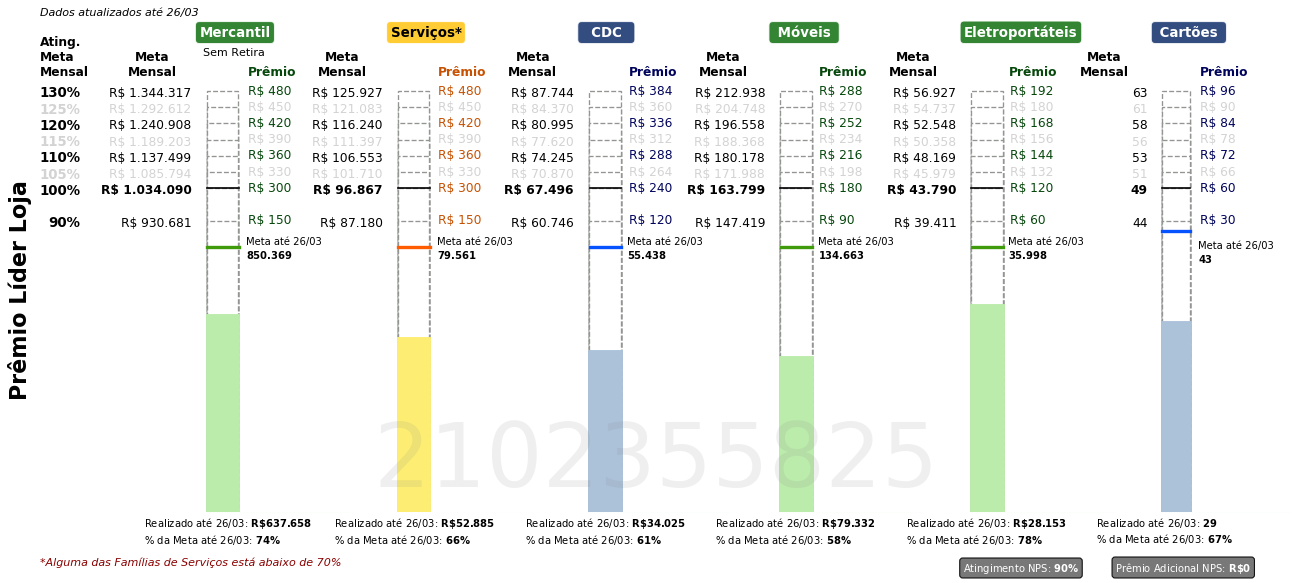 Dados atualizados até 26/03
Mercantil Serviços* CDC Móveis Eletroportáteis Cartões
Sem Retira
Ating. Meta Mensal Meta Mensal Prêmio Meta Mensal Prêmio Meta Mensal Prêmio Meta Mensal Prêmio Meta Mensal Prêmio Meta Mensal Prêmio
130% R$ 1.344.317 R$ 480 R$ 125.927 R$ 480 R$ 87.744 R$ 384 R$ 212.938 R$ 288 R$ 56.927 R$ 192 63 R$ 96
125% R$ 1.292.612 R$ 450 R$ 121.083 R$ 450 R$ 84.370 R$ 360 R$ 204.748 R$ 270 R$ 54.737 R$ 180 61 R$ 90
120% R$ 1.240.908 R$ 420 R$ 116.240 R$ 420 R$ 80.995 R$ 336 R$ 196.558 R$ 252 R$ 52.548 R$ 168 58 R$ 84
115% R$ 1.189.203 R$ 390 R$ 111.397 R$ 390 R$ 77.620 R$ 312 R$ 188.368 R$ 234 R$ 50.358 R$ 156 56 R$ 78
110% R$ 1.137.499 R$ 360 R$ 106.553 R$ 360 R$ 74.245 R$ 288 R$ 180.178 R$ 216 R$ 48.169 R$ 144 53 R$ 72
105% R$ 1.085.794 R$ 330 R$ 101.710 R$ 330 R$ 70.870 R$ 264 R$ 171.988 R$ 198 R$ 45.979 R$ 132 51 R$ 66
100% R$ 1.034.090 R$ 300 R$ 96.867 R$ 300 R$ 67.496 R$ 240 R$ 163.799 R$ 180 R$ 43.790 R$ 120 49 R$ 60
90% R$ 930.681 R$ 150 R$ 87.180 R$ 150 R$ 60.746 R$ 120 R$ 147.419 R$ 90 R$ 39.411 R$ 60 44 R$ 30
Meta até 26/03 Meta até 26/03 Meta até 26/03 Meta até 26/03 Meta até 26/03 Meta até 26/03
850.369 79.561 55.438 134.663 35.998 43
Prêmio Líder Loja
2102355825
Realizado até 26/03: R$637.658 Realizado até 26/03: R$52.885 Realizado até 26/03: R$34.025 Realizado até 26/03: R$79.332 Realizado até 26/03: R$28.153 Realizado até 26/03: 29
% da Meta até 26/03: 74% % da Meta até 26/03: 66% % da Meta até 26/03: 61% % da Meta até 26/03: 58% % da Meta até 26/03: 78% % da Meta até 26/03: 67%
*Alguma das Famílias de Serviços está abaixo de 70% Atingimento NPS: 90% Prêmio Adicional NPS: R$0